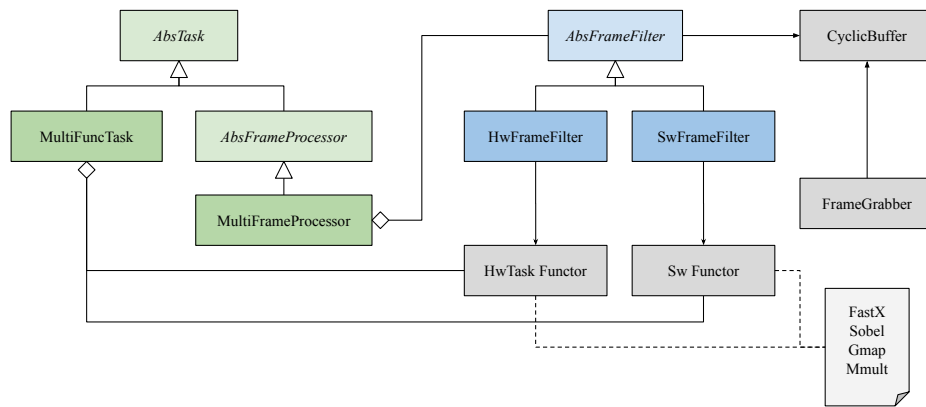 AbsTask
AbsFrameFilter
CyclicBuffer
MultiFuncTask
AbsFrameProcessor
HwFrameFilter
SwFrameFilter
MultiFrameProcessor
FrameGrabber
HwTask Functor
Sw Functor
FastX
Sobel
Gmap
Mmult